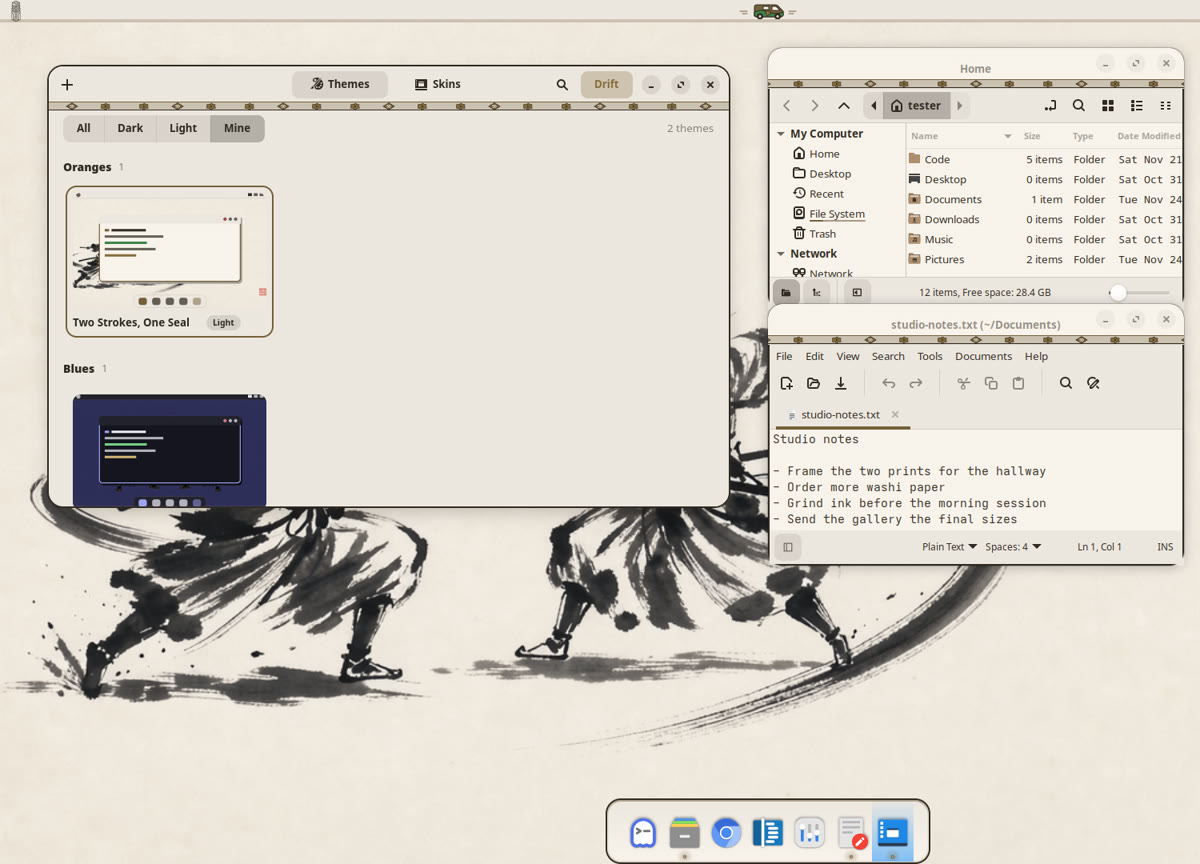 Themes
Skins
Drift
All
Dark
Light
Mine
2 themes
Oranges 1
Two Strokes, One Seal
Light
Blues 1
Home
tester
My Computer
Home
Desktop
Recent
File System
Trash
Network
Network
Name Size Type Date Modified
Code 5 items Folder Sat Nov 21
Desktop 0 items Folder Sat Oct 31
Documents 1 item Folder Tue Nov 24
Downloads 0 items Folder Sat Oct 31
Music 0 items Folder Sat Oct 31
Pictures 2 items Folder Tue Nov 24
12 items, Free space: 28.4 GB
studio-notes.txt (~/Documents)
File Edit View Search Tools Documents Help
studio-notes.txt
Studio notes
- Frame the two prints for the hallway
- Order more washi paper
- Grind ink before the morning session
- Send the gallery the final sizes
Plain Text Spaces: 4 Ln 1, Col 1 INS